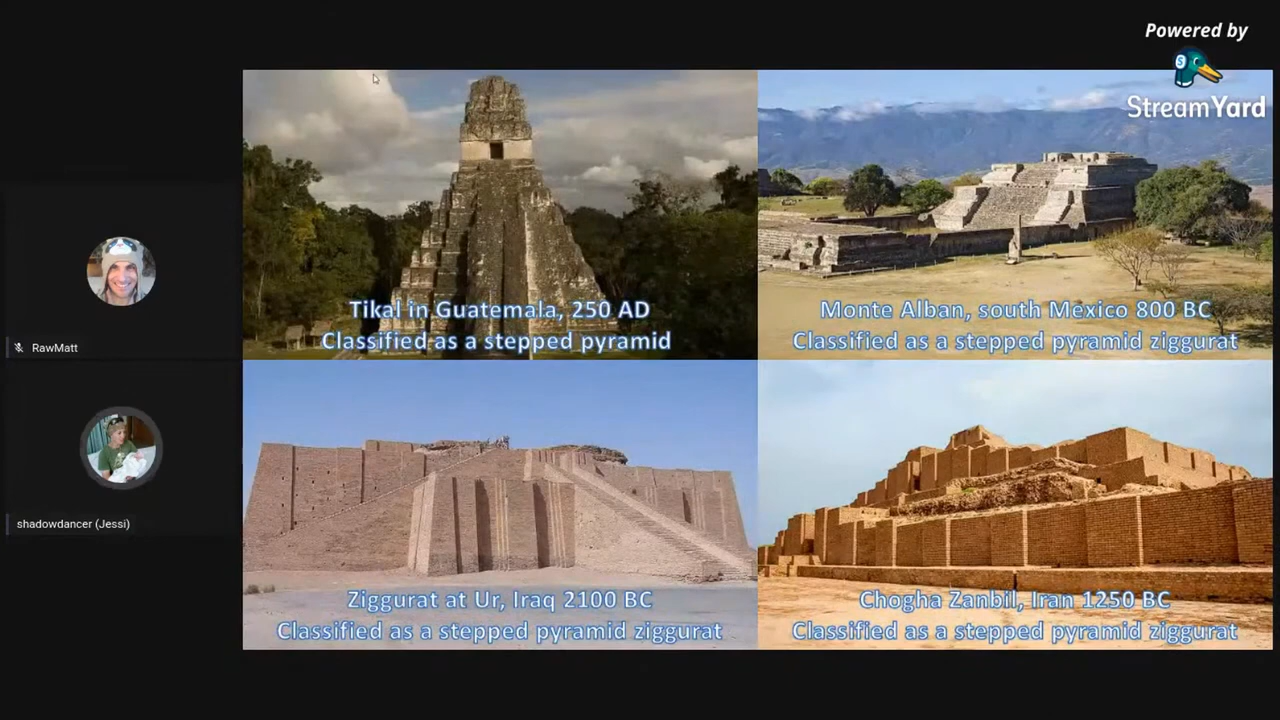 Powered by
StreamYard
Tikal in Guatemala, 250 AD
Classified as a stepped pyramid
Monte Alban, south Mexico 800 BC
Classified as a stepped pyramid ziggurat
RawMatt
shadowdancer (Jessi)
Ziggurat at Ur, Iraq 2100 BC
Classified as a stepped pyramid ziggurat
Chogha Zanbil, Iran 1250 BC
Classified as a stepped pyramid ziggurat